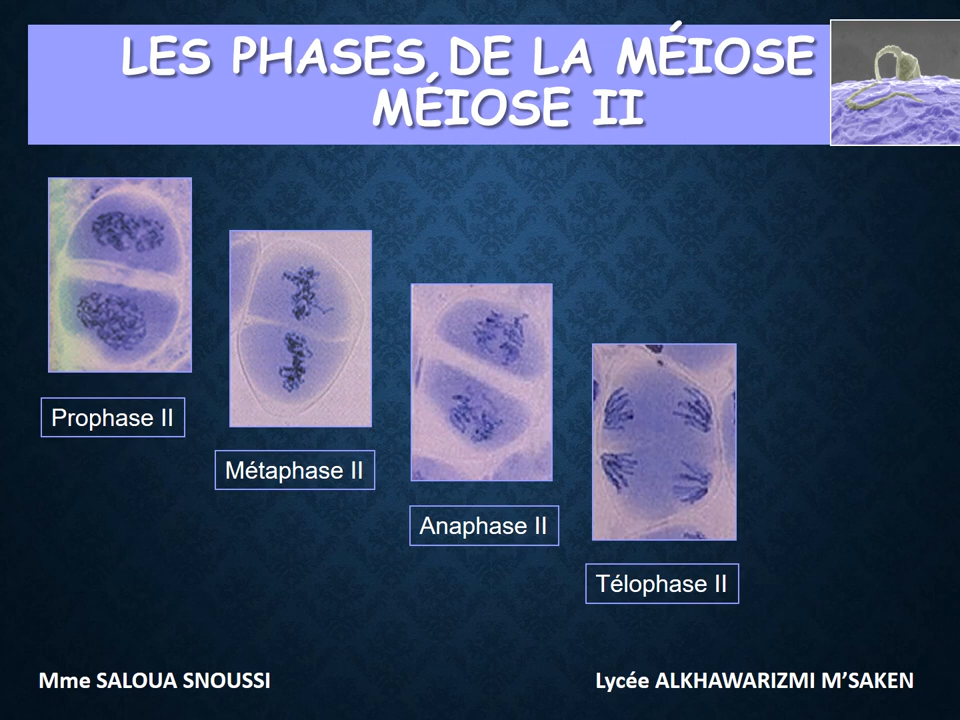 LES PHASES DE LA MÉIOSE
MÉIOSE II
Prophase II
Métaphase II
Anaphase II
Télophase II
Mme SALOUA SNOUSSI
Lycée ALKHAWARIZMI M'SAKEN